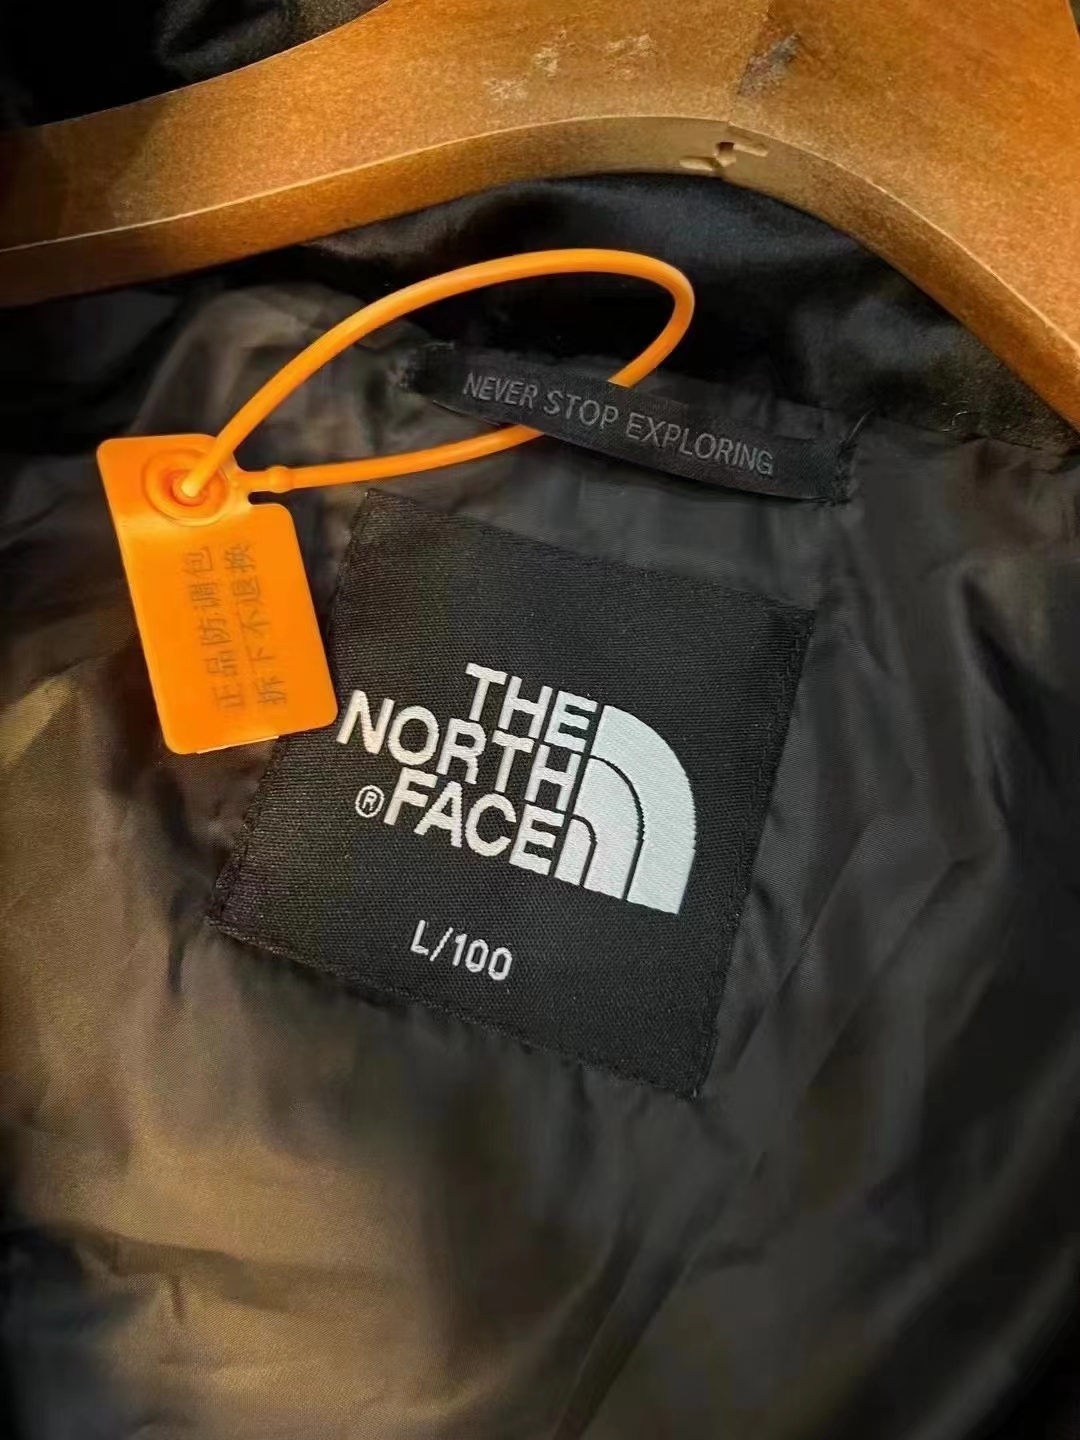 NEVER STOP EXPLORING
正品防调包
拆下不退换
THE
NORTH
FACE
®
L/100